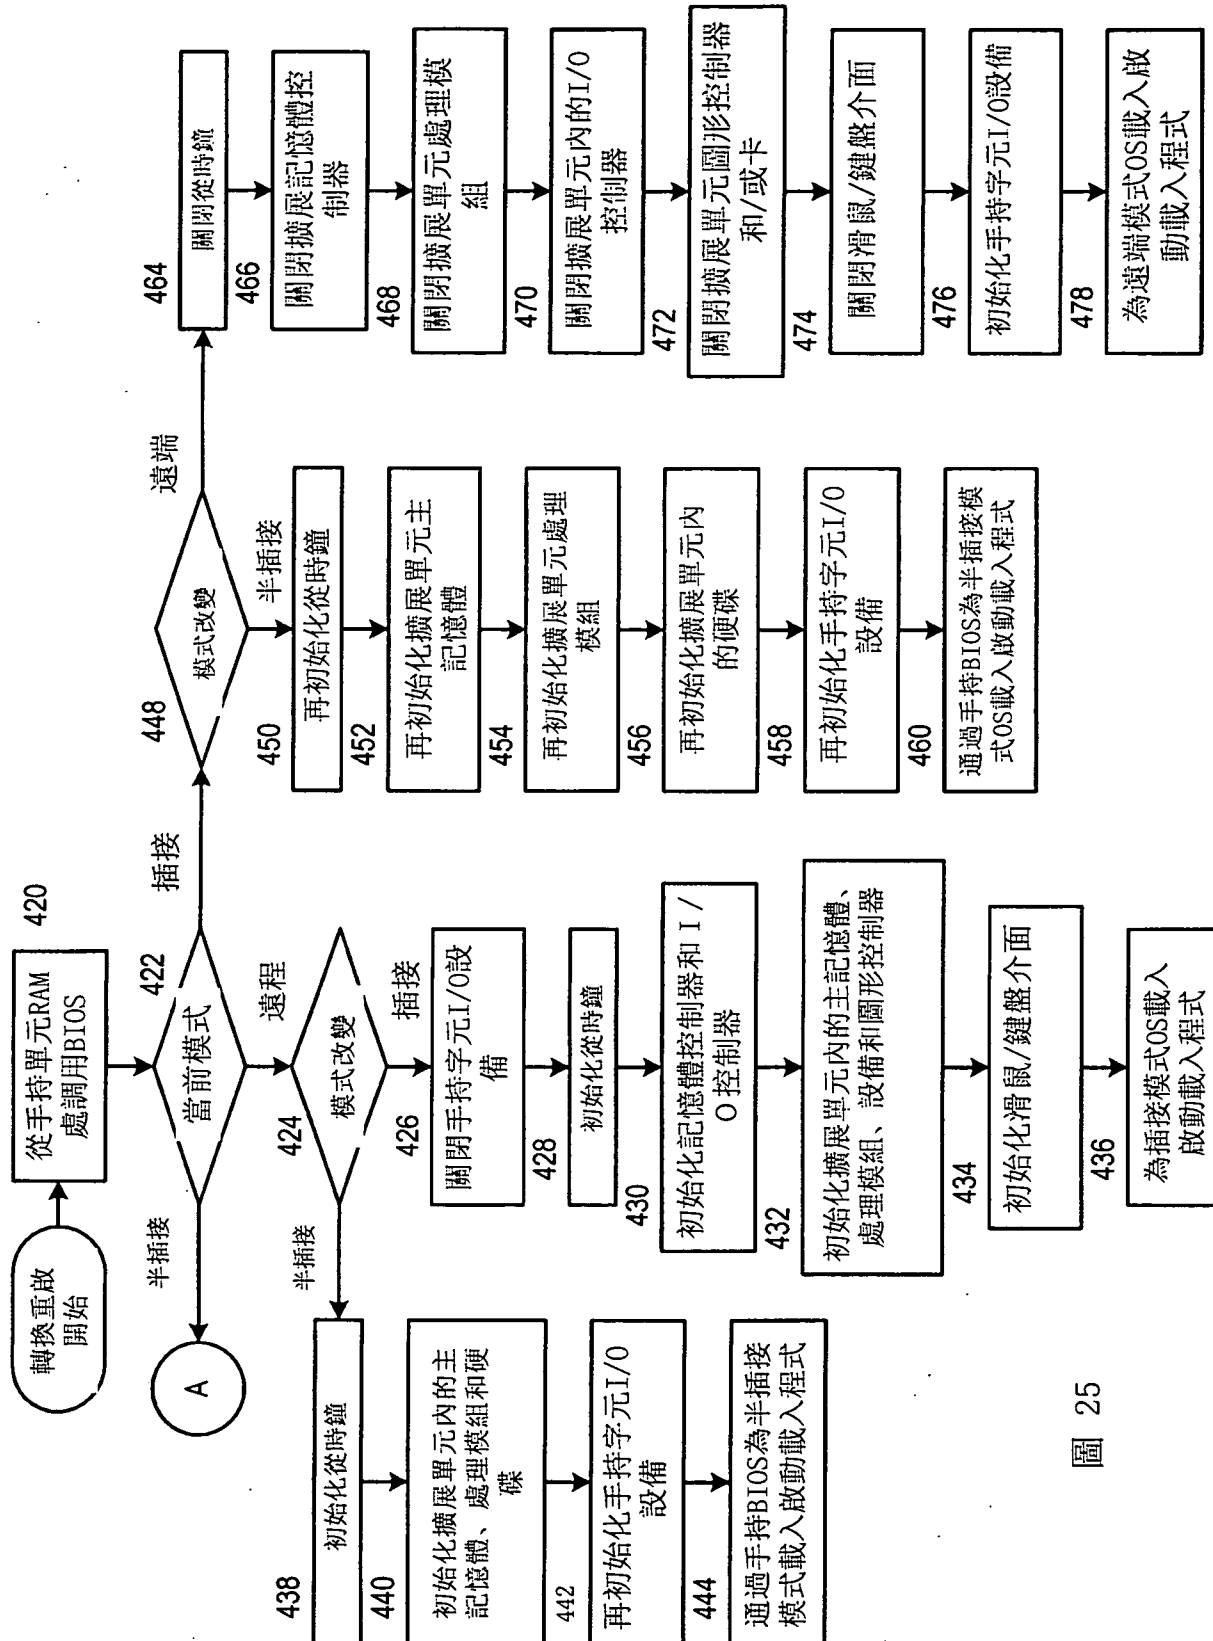 轉換重啟
開始
420
從手持單元RAM
處調用BIOS
422
當前模式
半插接
A
插接
遠程
424
模式改變
半插接
插接
426
關閉手持字元I/O設
備
428
初始化從時鐘
430
初始化記憶體控制器和 I /
O 控制器
432
初始化擴展單元內的主記憶體、
處理模組、設備和圖形控制器
434
初始化滑鼠/鍵盤介面
436
為插接模式OS載入
啟動載入程式
438
初始化從時鐘
440
初始化擴展單元內的主
記憶體、處理模組和硬
碟
442
再初始化手持字元I/O
設備
444
通過手持BIOS為半插接
模式載入啟動載入程式
448
模式改變
遠端
半插接
450
再初始化從時鐘
452
再初始化擴展單元主
記憶體
454
再初始化擴展單元處理
模組
456
再初始化擴展單元內
的硬碟
458
再初始化手持字元I/O
設備
460
通過手持BIOS為半插接模
式OS載入啟動載入程式
464
關閉從時鐘
466
關閉擴展記憶體控
制器
468
關閉擴展單元處理模
組
470
關閉擴展單元內的I/O
控制器
472
關閉擴展單元圖形控制器
和/或卡
474
關閉滑鼠/鍵盤介面
476
初始化手持字元I/O設備
478
為遠端模式OS載入啟
動載入程式
圖 25